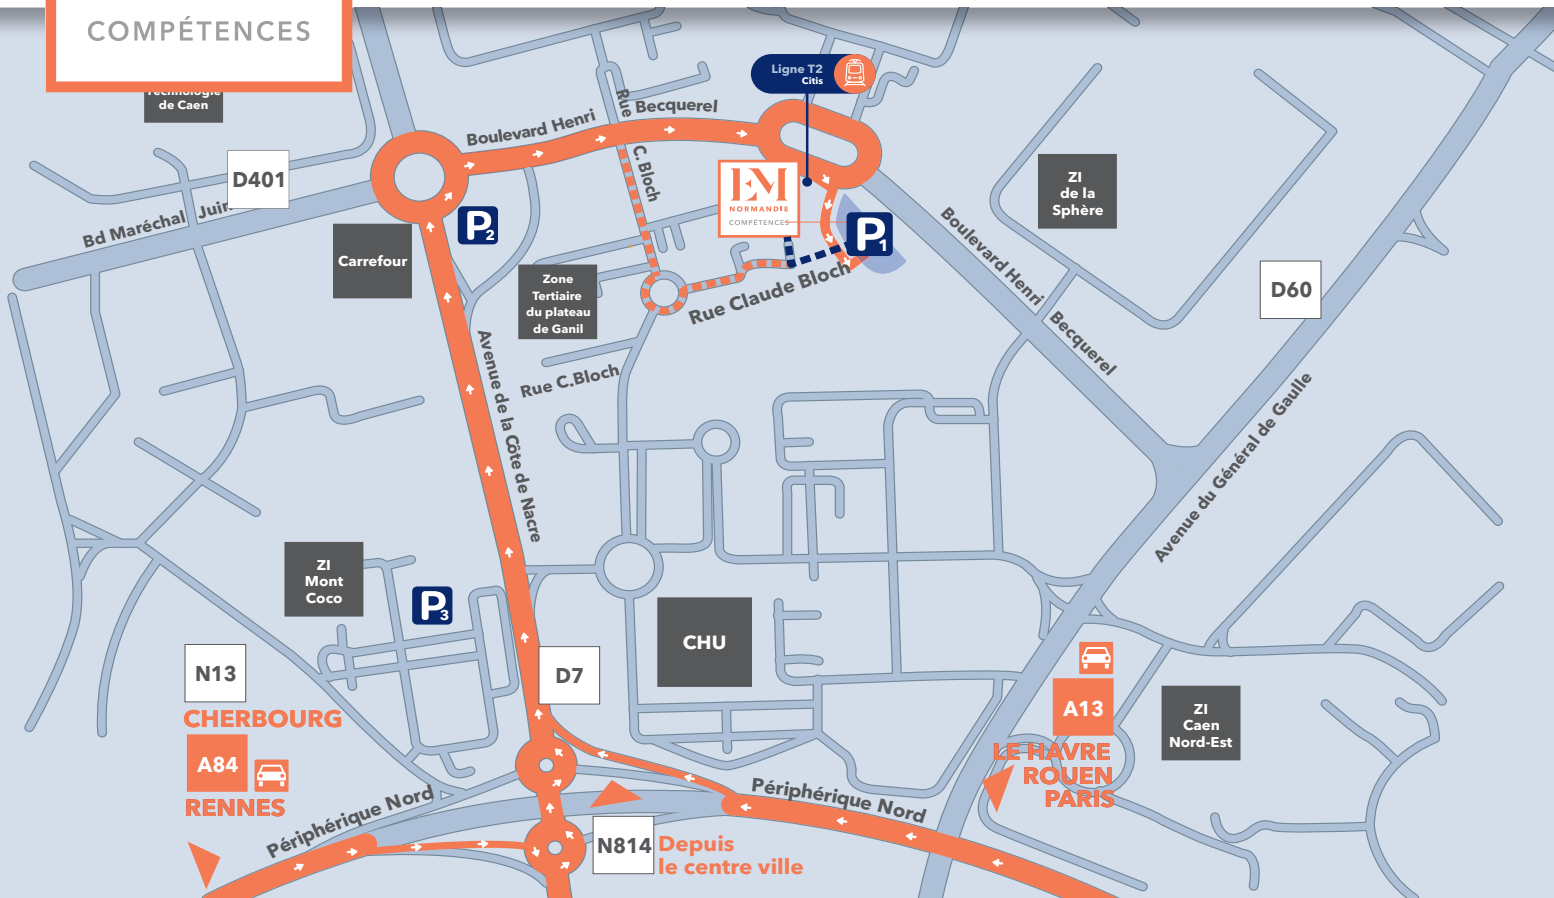 COMPÉTENCES
Technologie
de Caen
Ligne T2
Citis
Boulevard Henri
Becquerel
Rue
C. Bloch
D401
Bd Maréchal Juin
P2
EM
NORMANDIE
COMPÉTENCES
P1
ZI
de la
Sphère
Boulevard Henri
Becquerel
Carrefour
Zone
Tertiaire
du plateau
de Ganil
Rue Claude Bloch
D60
Rue C.Bloch
Avenue de la Côte de Nacre
Avenue du Général de Gaulle
ZI
Mont
Coco
P3
CHU
N13
CHERBOURG
A84
RENNES
D7
A13
LE HAVRE
ROUEN
PARIS
ZI
Caen
Nord-Est
Périphérique Nord
Périphérique Nord
N814
Depuis
le centre ville